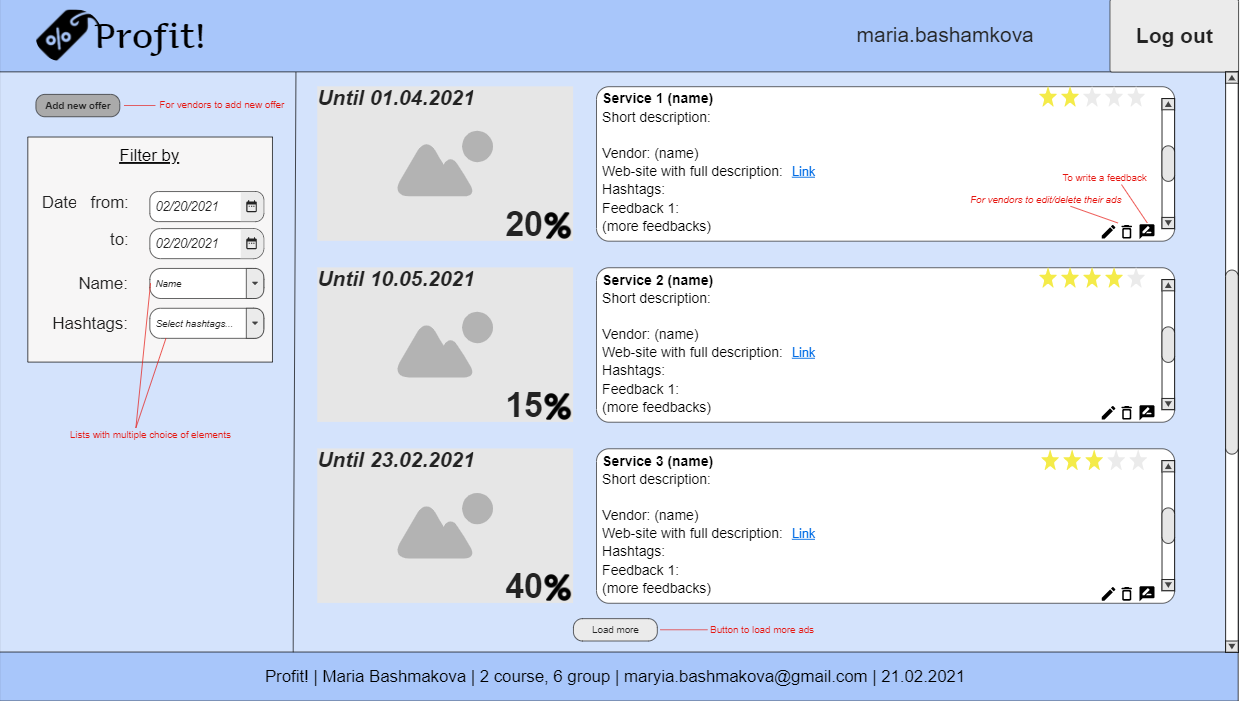 % Profit!
maria.bashamkova
Log out
Add new offer
For vendors to add new offer
Filter by
Date from: 02/20/2021
to: 02/20/2021
Name: Name
Hashtags: Select hashtags...
Lists with multiple choice of elements
Until 01.04.2021
20%
Service 1 (name)
Short description:
Vendor: (name)
Web-site with full description: Link
Hashtags:
Feedback 1:
(more feedbacks)
To write a feedback
For vendors to edit/delete their ads
Until 10.05.2021
15%
Service 2 (name)
Short description:
Vendor: (name)
Web-site with full description: Link
Hashtags:
Feedback 1:
(more feedbacks)
Until 23.02.2021
40%
Service 3 (name)
Short description:
Vendor: (name)
Web-site with full description: Link
Hashtags:
Feedback 1:
(more feedbacks)
Load more
Button to load more ads
Profit! | Maria Bashmakova | 2 course, 6 group | maryia.bashmakova@gmail.com | 21.02.2021